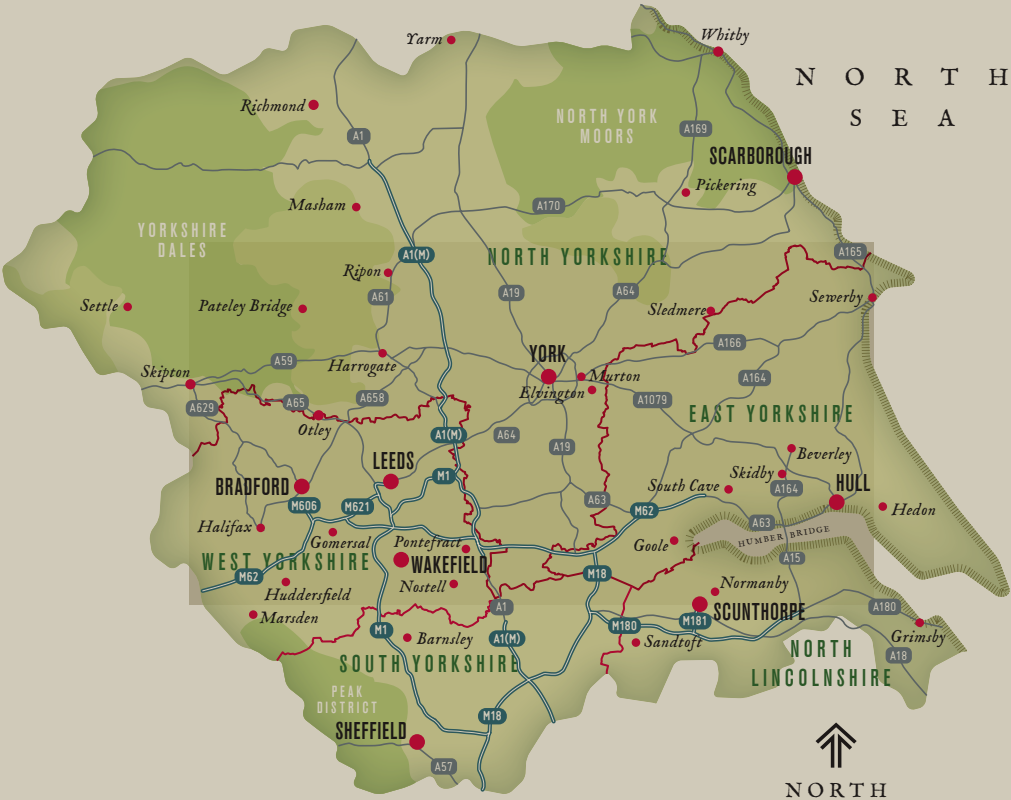 Yarm
Whitby
NORTH
SEA
Richmond
A1
NORTH YORK
MOORS
A169
SCARBOROUGH
Pickering
Masham
A170
YORKSHIRE
DALES
A1(M)
NORTH YORKSHIRE
A165
Ripon
A61
A19
A64
Sewerby
Settle
Pateley Bridge
Sledmere
A166
YORK
A59
Harrogate
Skipton
Murton
A164
Elvington
A629
A65
A658
A1079
EAST YORKSHIRE
Otley
A1(M)
A64
A19
Beverley
LEEDS
M1
Skidby
BRADFORD
South Cave
A164
HULL
M606
M621
A63
M62
Hedon
Halifax
Gomersal
Pontefract
Goole
A63
HUMBER BRIDGE
WEST YORKSHIRE
WAKEFIELD
A15
M62
M18
Huddersfield
Nostell
Normanby
Marsden
A1
SCUNTHORPE
A180
M1
Barnsley
A1(M)
M180
M181
Sandtoft
Grimsby
SOUTH YORKSHIRE
NORTH
LINCOLNSHIRE
A18
PEAK
DISTRICT
M18
SHEFFIELD
A57
NORTH